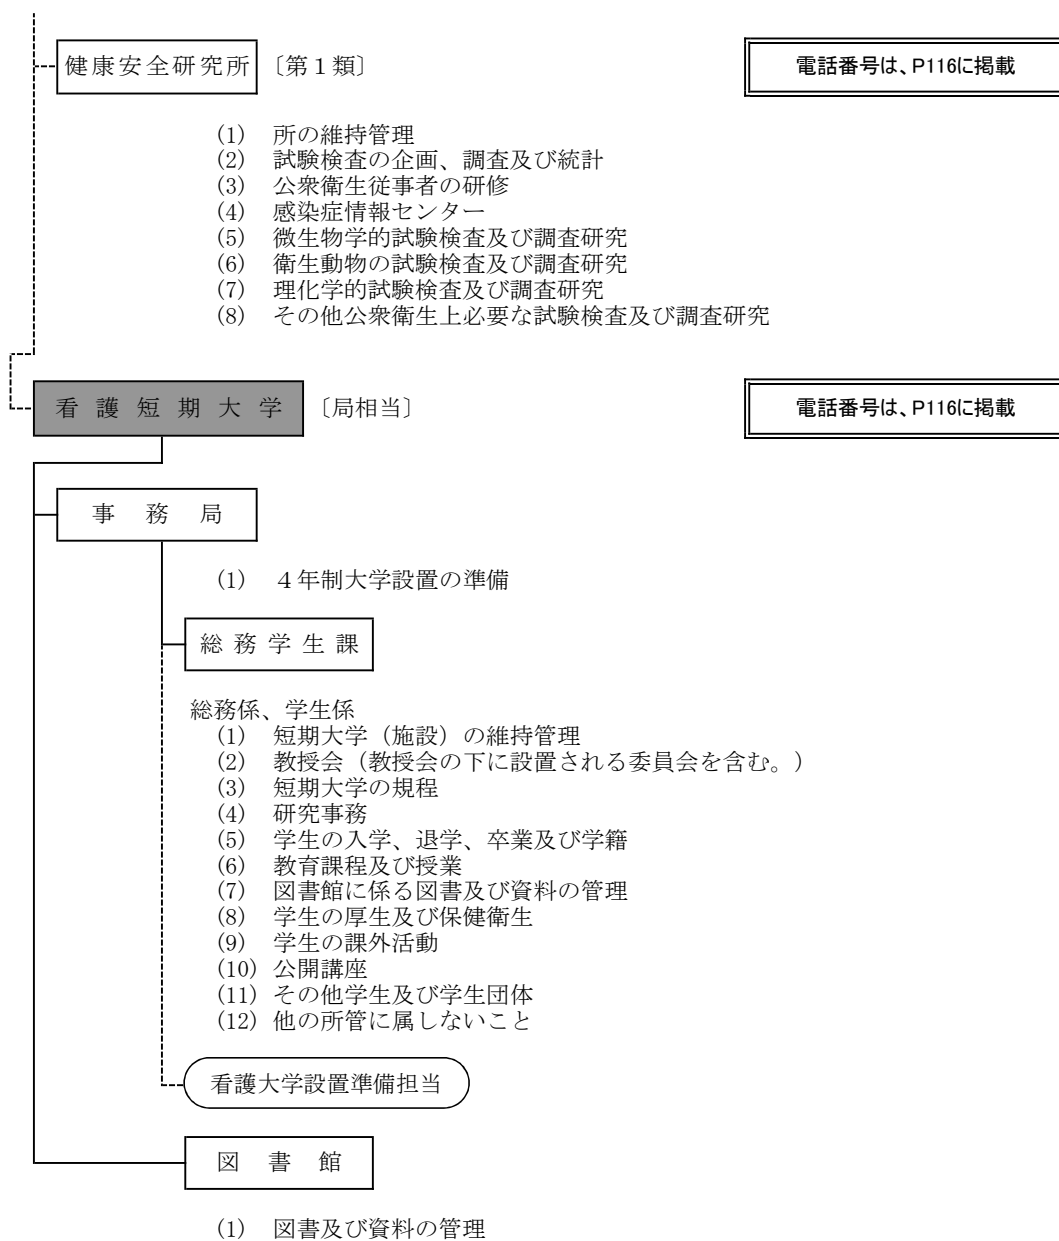 健康安全研究所 〔第１類〕 電話番号は、P116に掲載
(1) 所の維持管理
(2) 試験検査の企画、調査及び統計
(3) 公衆衛生従事者の研修
(4) 感染症情報センター
(5) 微生物学的試験検査及び調査研究
(6) 衛生動物の試験検査及び調査研究
(7) 理化学的試験検査及び調査研究
(8) その他公衆衛生上必要な試験検査及び調査研究
看護短期大学 〔局相当〕 電話番号は、P116に掲載
事務局
(1) ４年制大学設置の準備
総務学生課
総務係、学生係
(1) 短期大学（施設）の維持管理
(2) 教授会（教授会の下に設置される委員会を含む。）
(3) 短期大学の規程
(4) 研究事務
(5) 学生の入学、退学、卒業及び学籍
(6) 教育課程及び授業
(7) 図書館に係る図書及び資料の管理
(8) 学生の厚生及び保健衛生
(9) 学生の課外活動
(10) 公開講座
(11) その他学生及び学生団体
(12) 他の所管に属しないこと
看護大学設置準備担当
図書館
(1) 図書及び資料の管理